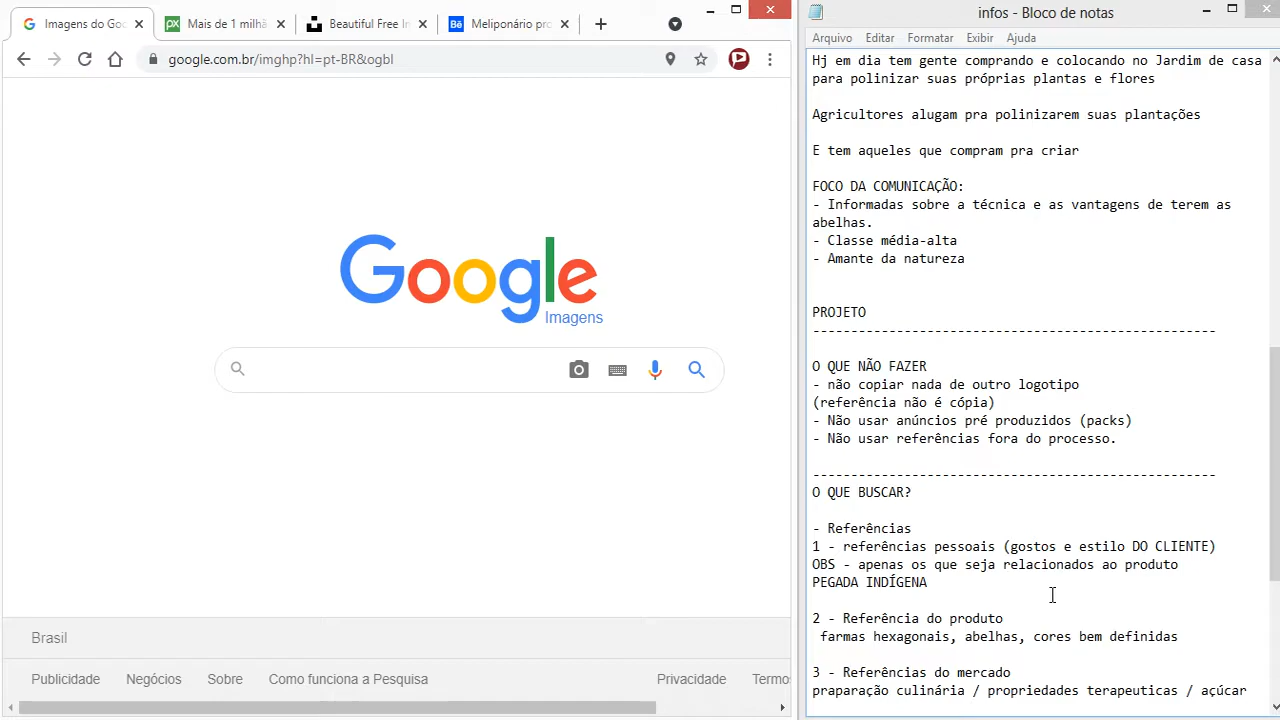 Imagens do Goo
Mais de 1 milhã
Beautiful Free Ir
Bē Meliponário pro
google.com.br/imghp?hl=pt-BR&ogbl
Google
Imagens
Brasil
Publicidade Negócios Sobre Como funciona a Pesquisa Privacidade Termo
infos - Bloco de notas
Arquivo Editar Formatar Exibir Ajuda
Hj em dia tem gente comprando e colocando no Jardim de casa
para polinizar suas próprias plantas e flores
Agricultores alugam pra polinizarem suas plantações
E tem aqueles que compram pra criar
FOCO DA COMUNICAÇÃO:
- Informadas sobre a técnica e as vantagens de terem as
abelhas.
- Classe média-alta
- Amante da natureza
PROJETO
-----------------------------------------------------
O QUE NÃO FAZER
- não copiar nada de outro logotipo
(referência não é cópia)
- Não usar anúncios pré produzidos (packs)
- Não usar referências fora do processo.
-----------------------------------------------------
O QUE BUSCAR?
- Referências
1 - referências pessoais (gostos e estilo DO CLIENTE)
OBS - apenas os que seja relacionados ao produto
PEGADA INDÍGENA
2 - Referência do produto
farmas hexagonais, abelhas, cores bem definidas
3 - Referências do mercado
praparação culinária / propriedades terapeuticas / açúcar